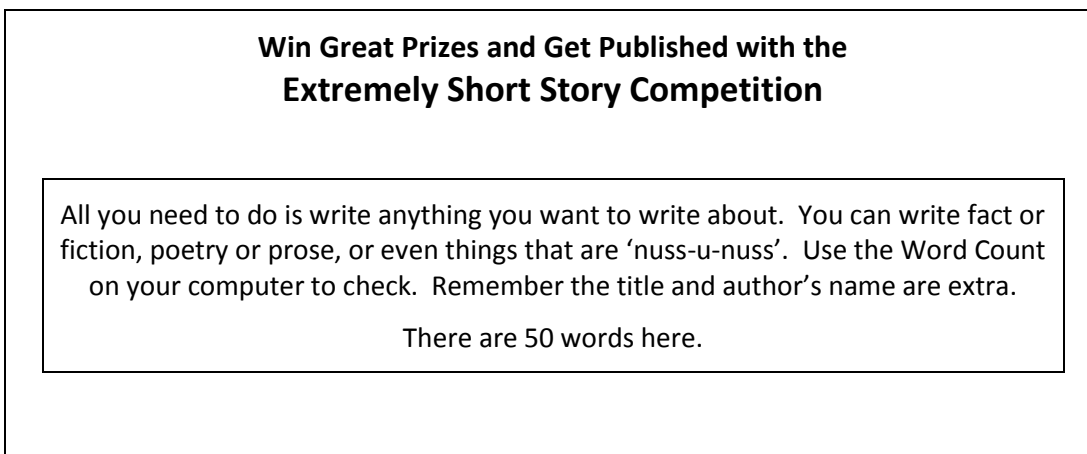 Win Great Prizes and Get Published with the
Extremely Short Story Competition
All you need to do is write anything you want to write about.  You can write fact or
fiction, poetry or prose, or even things that are ‘nuss-u-nuss’.  Use the Word Count
on your computer to check.  Remember the title and author’s name are extra.
There are 50 words here.